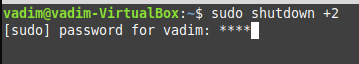 vadim@vadim-VirtualBox:~$ sudo shutdown +2
[sudo] password for vadim: ****